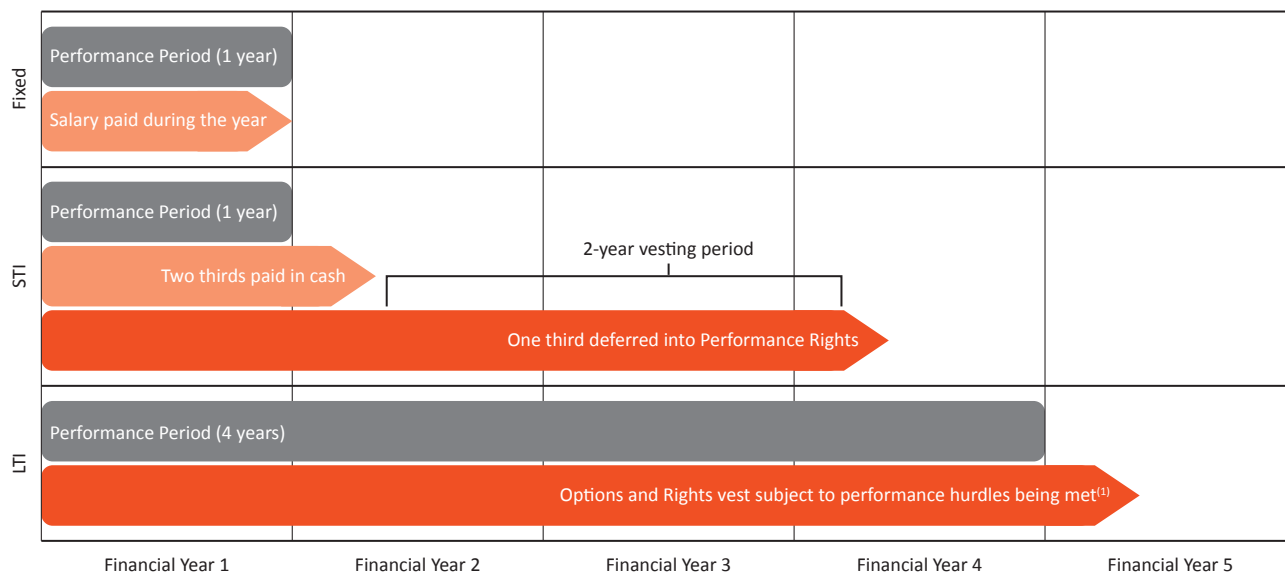 Fixed
Performance Period (1 year)
Salary paid during the year
STI
Performance Period (1 year)
Two thirds paid in cash
2-year vesting period
One third deferred into Performance Rights
LTI
Performance Period (4 years)
Options and Rights vest subject to performance hurdles being met(1)
Financial Year 1
Financial Year 2
Financial Year 3
Financial Year 4
Financial Year 5